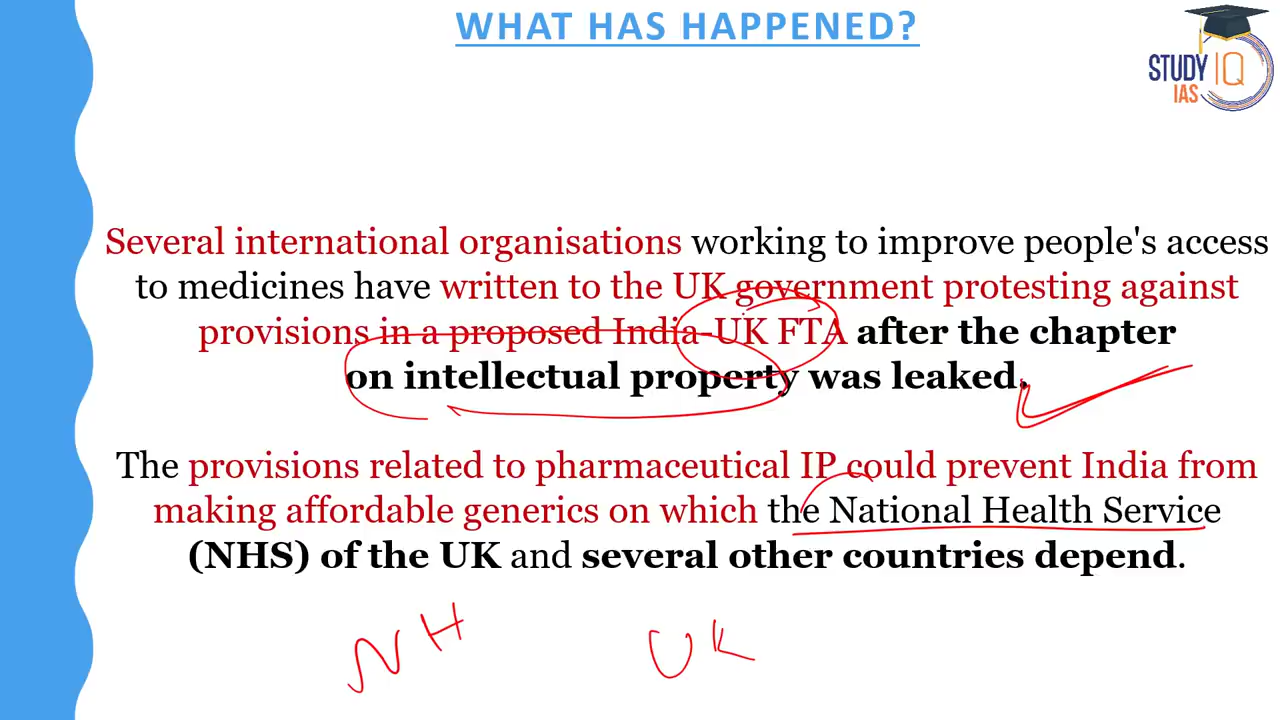 WHAT HAS HAPPENED?
STUDY IQ
IAS
Several international organisations working to improve people's access
to medicines have written to the UK government protesting against
provisions in a proposed India-UK FTA after the chapter
on intellectual property was leaked.
The provisions related to pharmaceutical IP could prevent India from
making affordable generics on which the National Health Service
(NHS) of the UK and several other countries depend.
NH UK